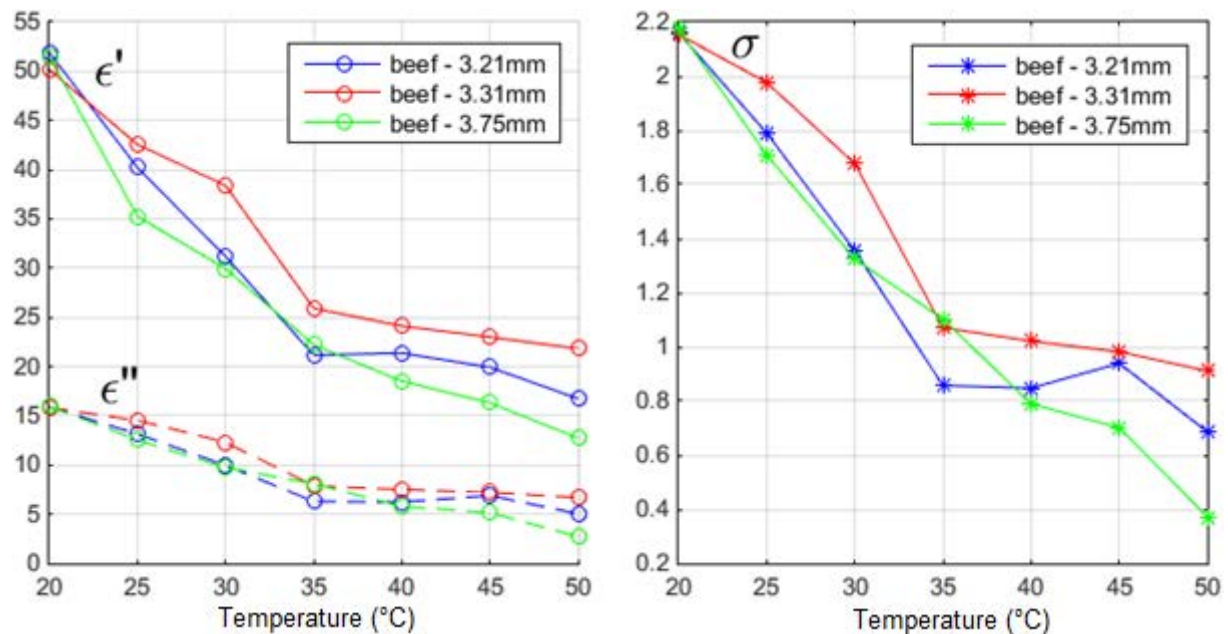 55
50
45
40
35
30
25
20
15
10
5
0
ϵ'
ϵ''
beef - 3.21mm
beef - 3.31mm
beef - 3.75mm
20 25 30 35 40 45 50
Temperature (°C)
2.2
2
1.8
1.6
1.4
1.2
1
0.8
0.6
0.4
0.2
σ
beef - 3.21mm
beef - 3.31mm
beef - 3.75mm
20 25 30 35 40 45 50
Temperature (°C)